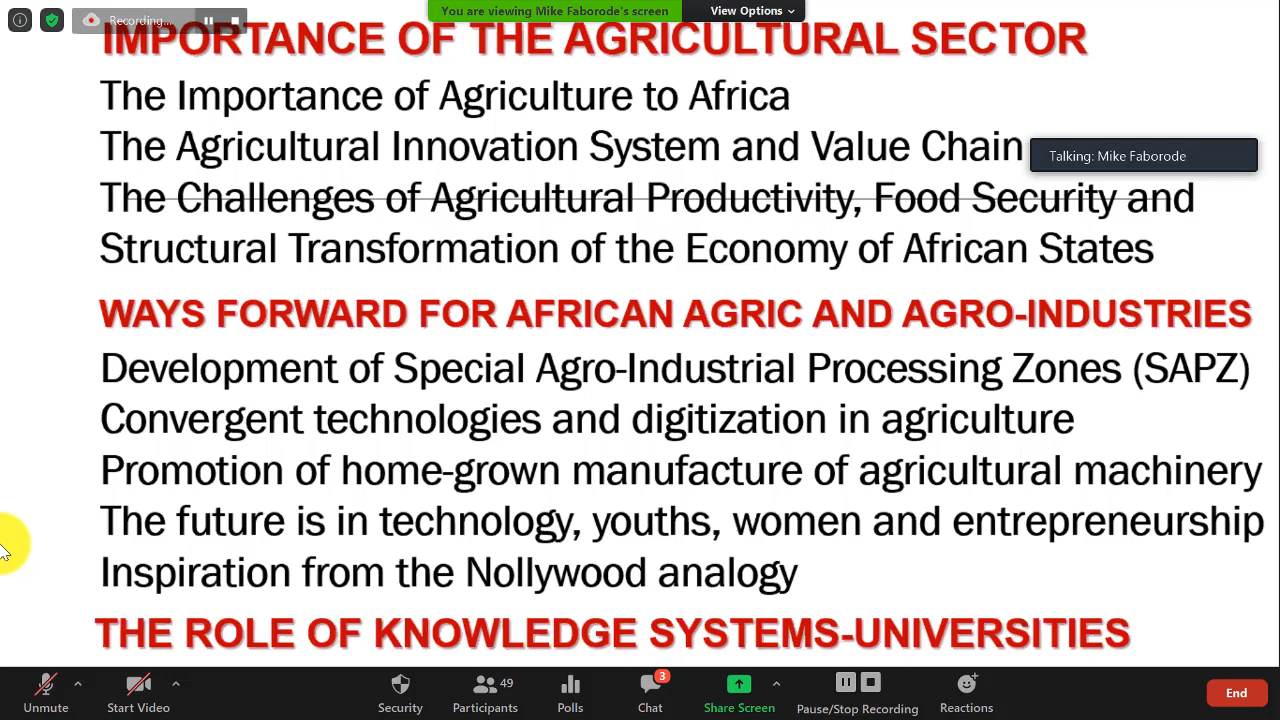 Recording...
You are viewing Mike Faborode's screen
View Options
IMPORTANCE OF THE AGRICULTURAL SECTOR
The Importance of Agriculture to Africa
The Agricultural Innovation System and Value Chain
Talking: Mike Faborode
The Challenges of Agricultural Productivity, Food Security and
Structural Transformation of the Economy of African States
WAYS FORWARD FOR AFRICAN AGRIC AND AGRO-INDUSTRIES
Development of Special Agro-Industrial Processing Zones (SAPZ)
Convergent technologies and digitization in agriculture
Promotion of home-grown manufacture of agricultural machinery
The future is in technology, youths, women and entrepreneurship
Inspiration from the Nollywood analogy
THE ROLE OF KNOWLEDGE SYSTEMS-UNIVERSITIES
49
3
Unmute
Start Video
Security
Participants
Polls
Chat
Share Screen
Pause/Stop Recording
Reactions
End